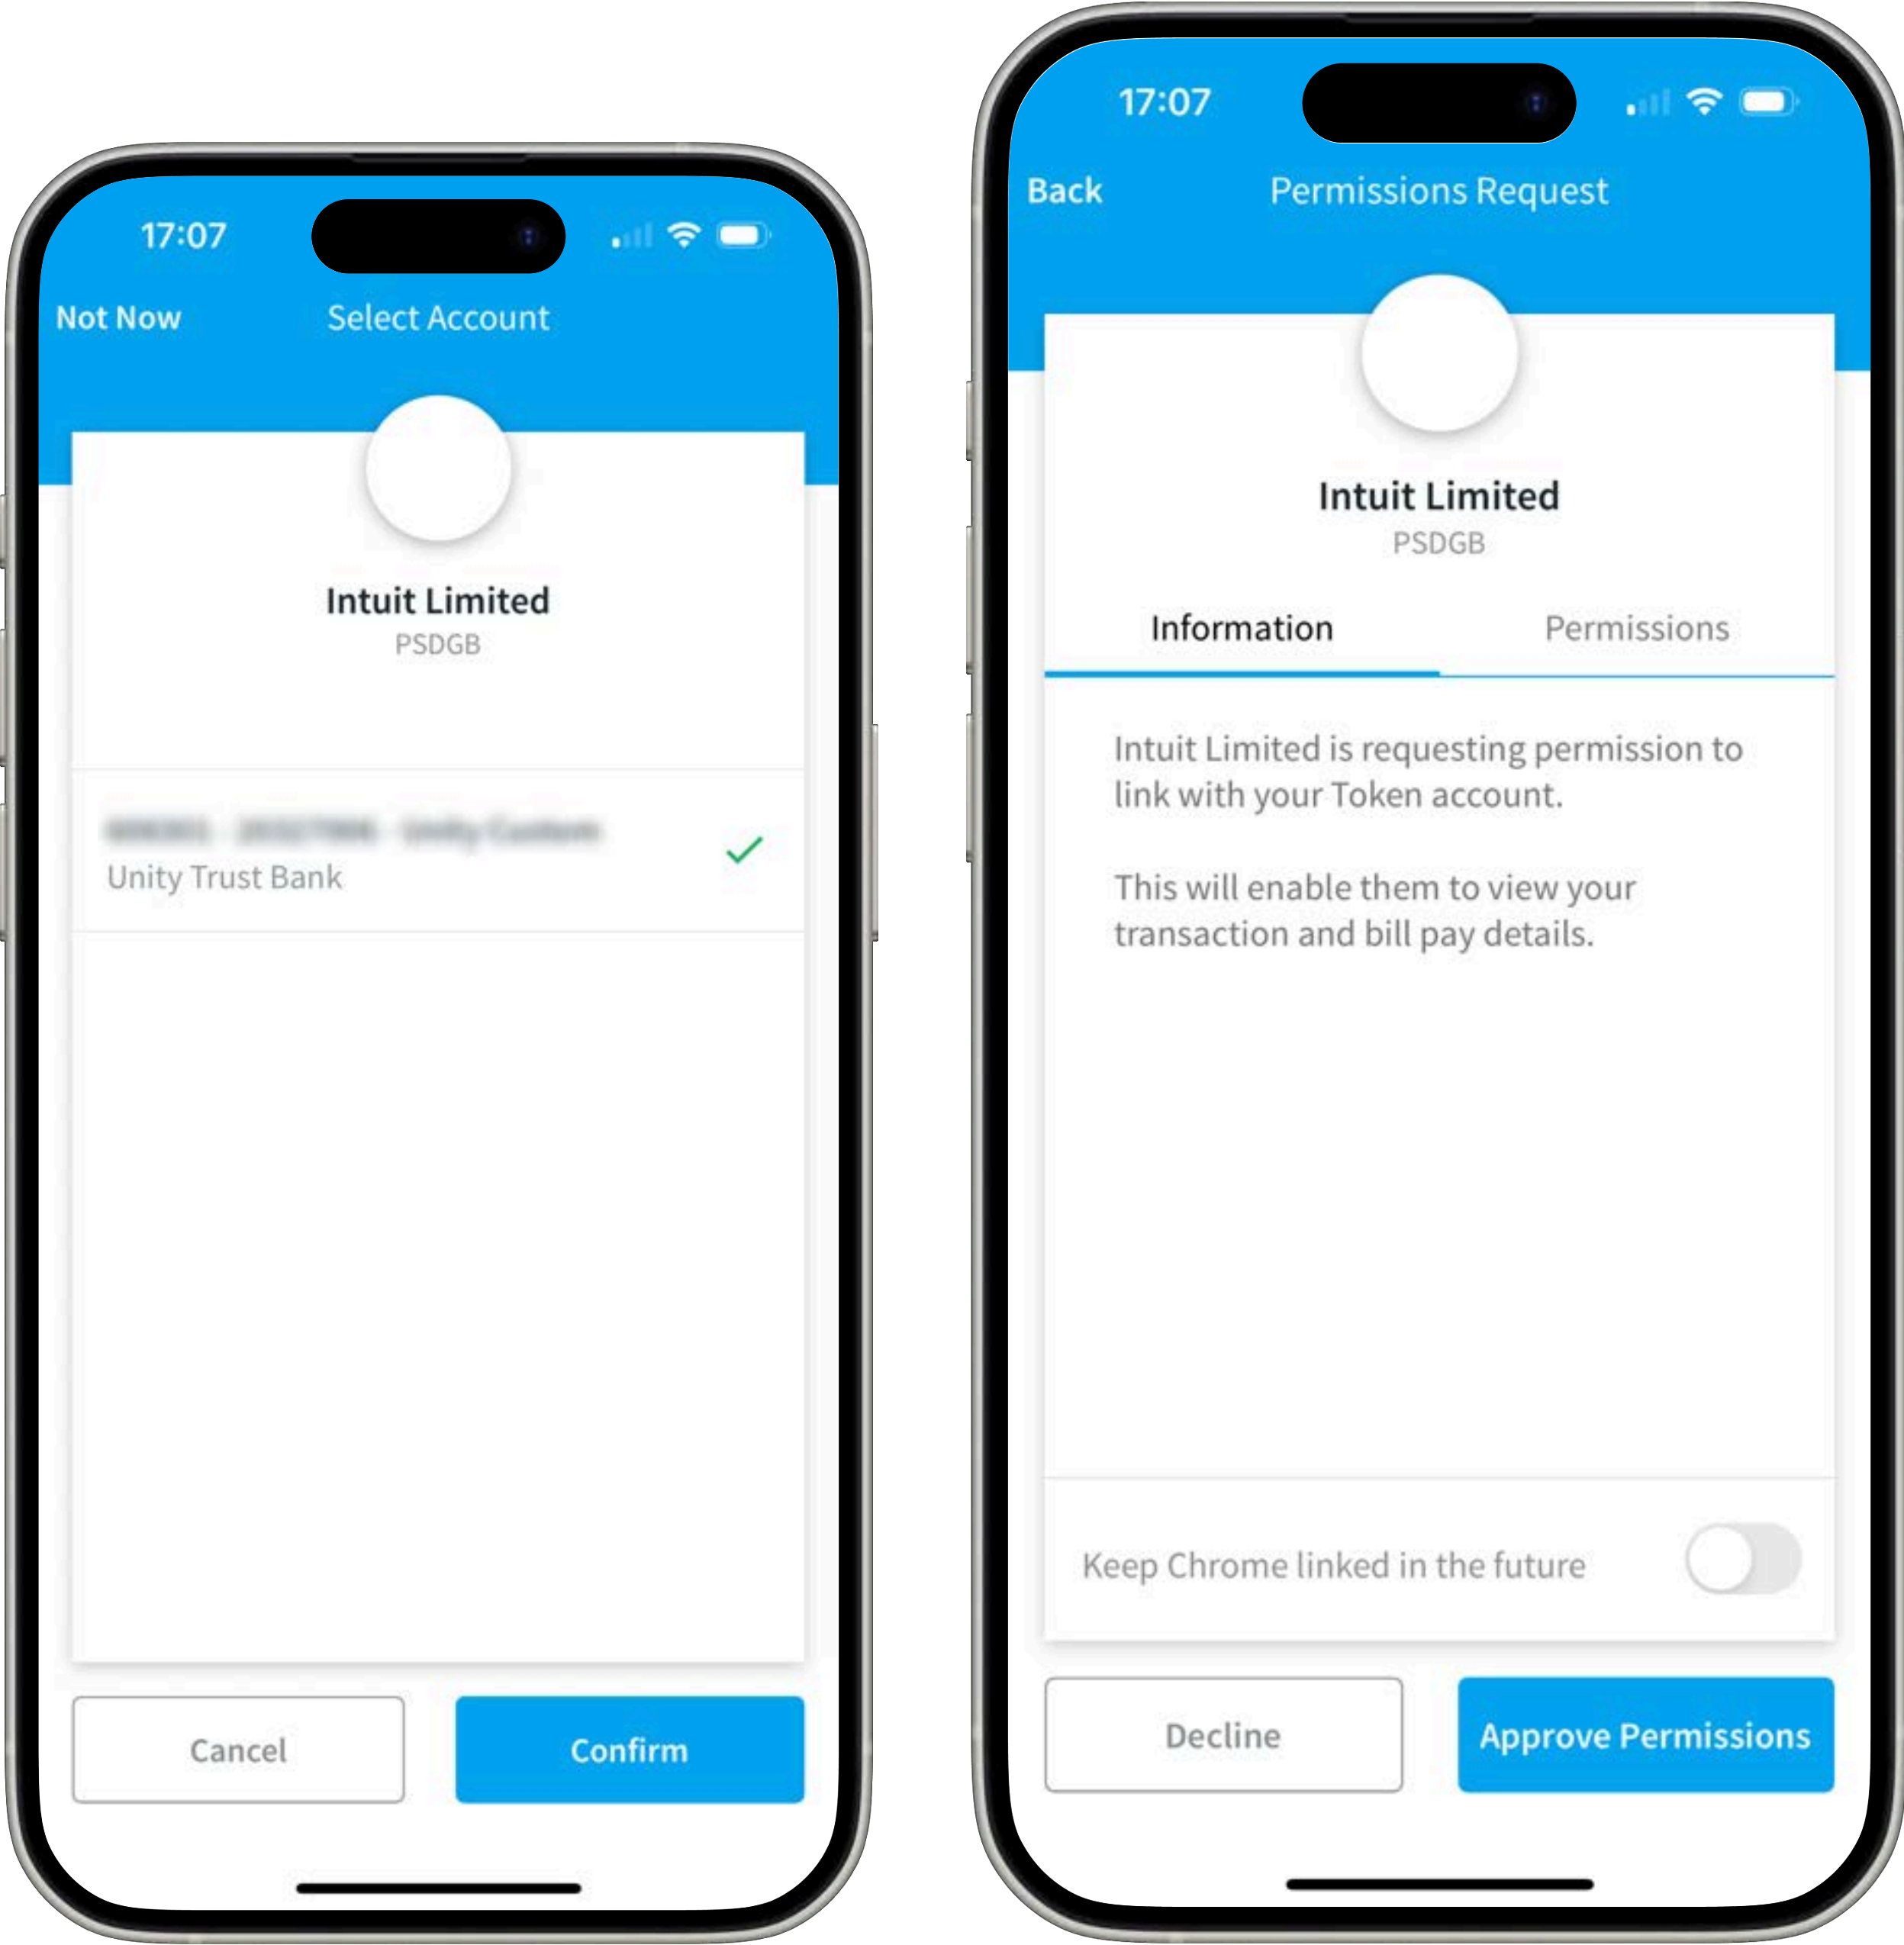 17:07
Not Now
Select Account
Intuit Limited
PSDGB
Unity Trust Bank
Cancel
Confirm
17:07
Back
Permissions Request
Intuit Limited
PSDGB
Information
Permissions
Intuit Limited is requesting permission to
link with your Token account.
This will enable them to view your
transaction and bill pay details.
Keep Chrome linked in the future
Decline
Approve Permissions